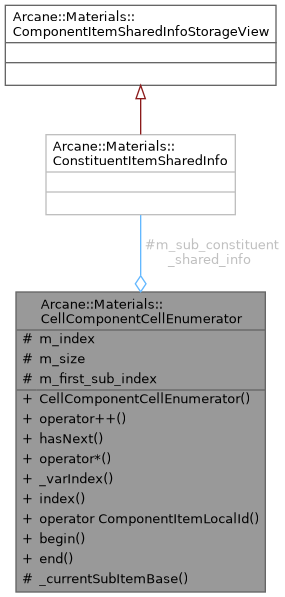 Arcane::Materials::
ComponentItemSharedInfoStorageView
Arcane::Materials::
ConstituentItemSharedInfo
#m_sub_constituent
_shared_info
Arcane::Materials::
CellComponentCellEnumerator
# m_index
# m_size
# m_first_sub_index
+ CellComponentCellEnumerator()
+ operator++()
+ hasNext()
+ operator*()
+ _varIndex()
+ index()
+ operator ComponentItemLocalId()
+ begin()
+ end()
# _currentSubItemBase()